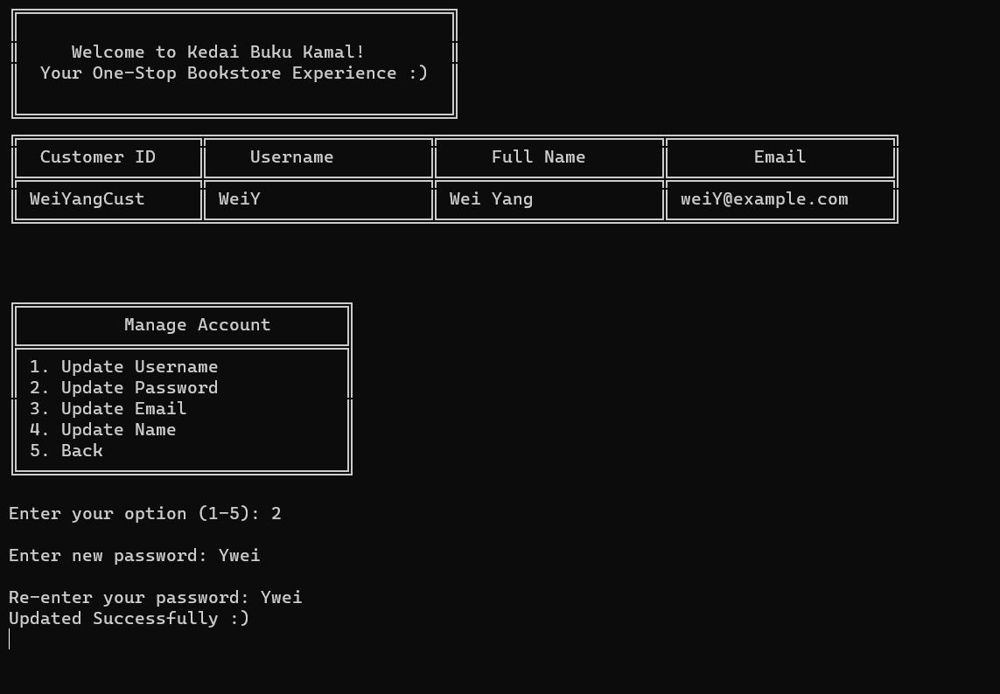 Welcome to Kedai Buku Kamal!
Your One-Stop Bookstore Experience :)
Customer ID Username Full Name Email
WeiYangCust WeiY Wei Yang weiY@example.com
Manage Account
1. Update Username
2. Update Password
3. Update Email
4. Update Name
5. Back
Enter your option (1-5): 2
Enter new password: Ywei
Re-enter your password: Ywei
Updated Successfully :)